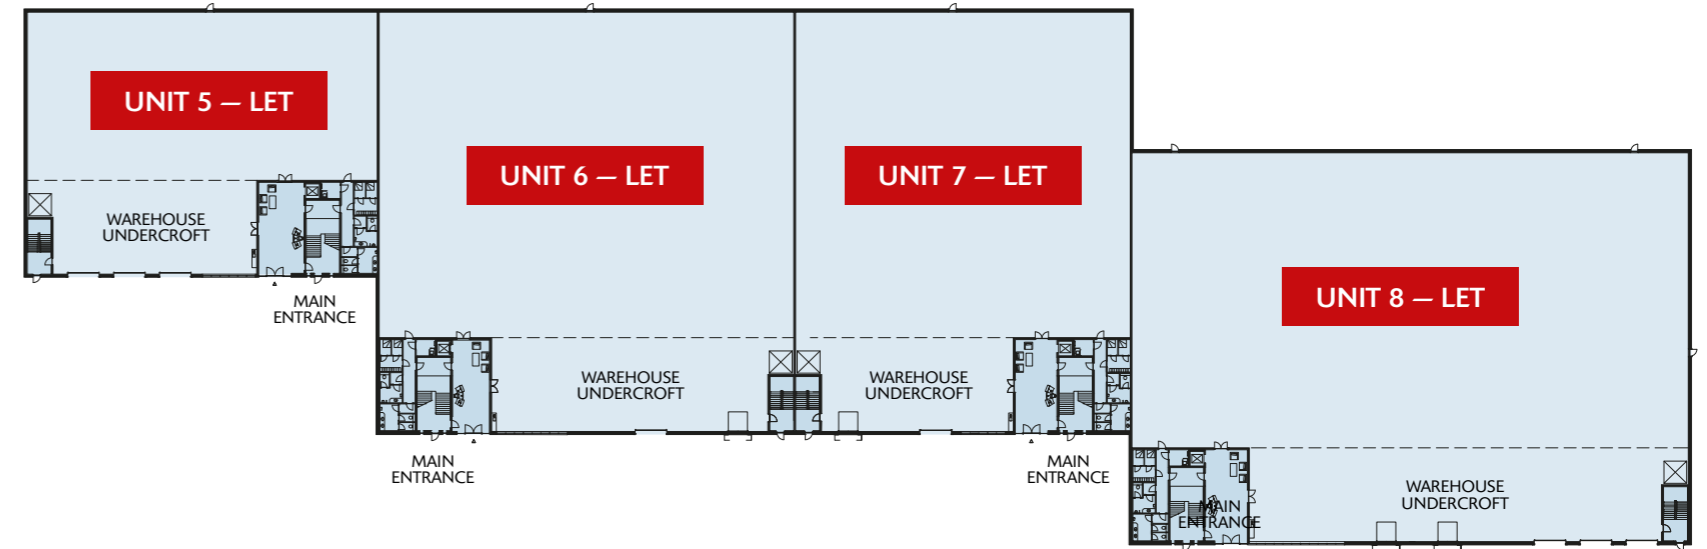 UNIT 5 — LET
UNIT 6 — LET
UNIT 7 — LET
UNIT 8 — LET
WAREHOUSE
UNDERCROFT
MAIN
ENTRANCE
WAREHOUSE
UNDERCROFT
WAREHOUSE
UNDERCROFT
MAIN
ENTRANCE
MAIN
ENTRANCE
WAREHOUSE
UNDERCROFT
MAIN
ENTRANCE